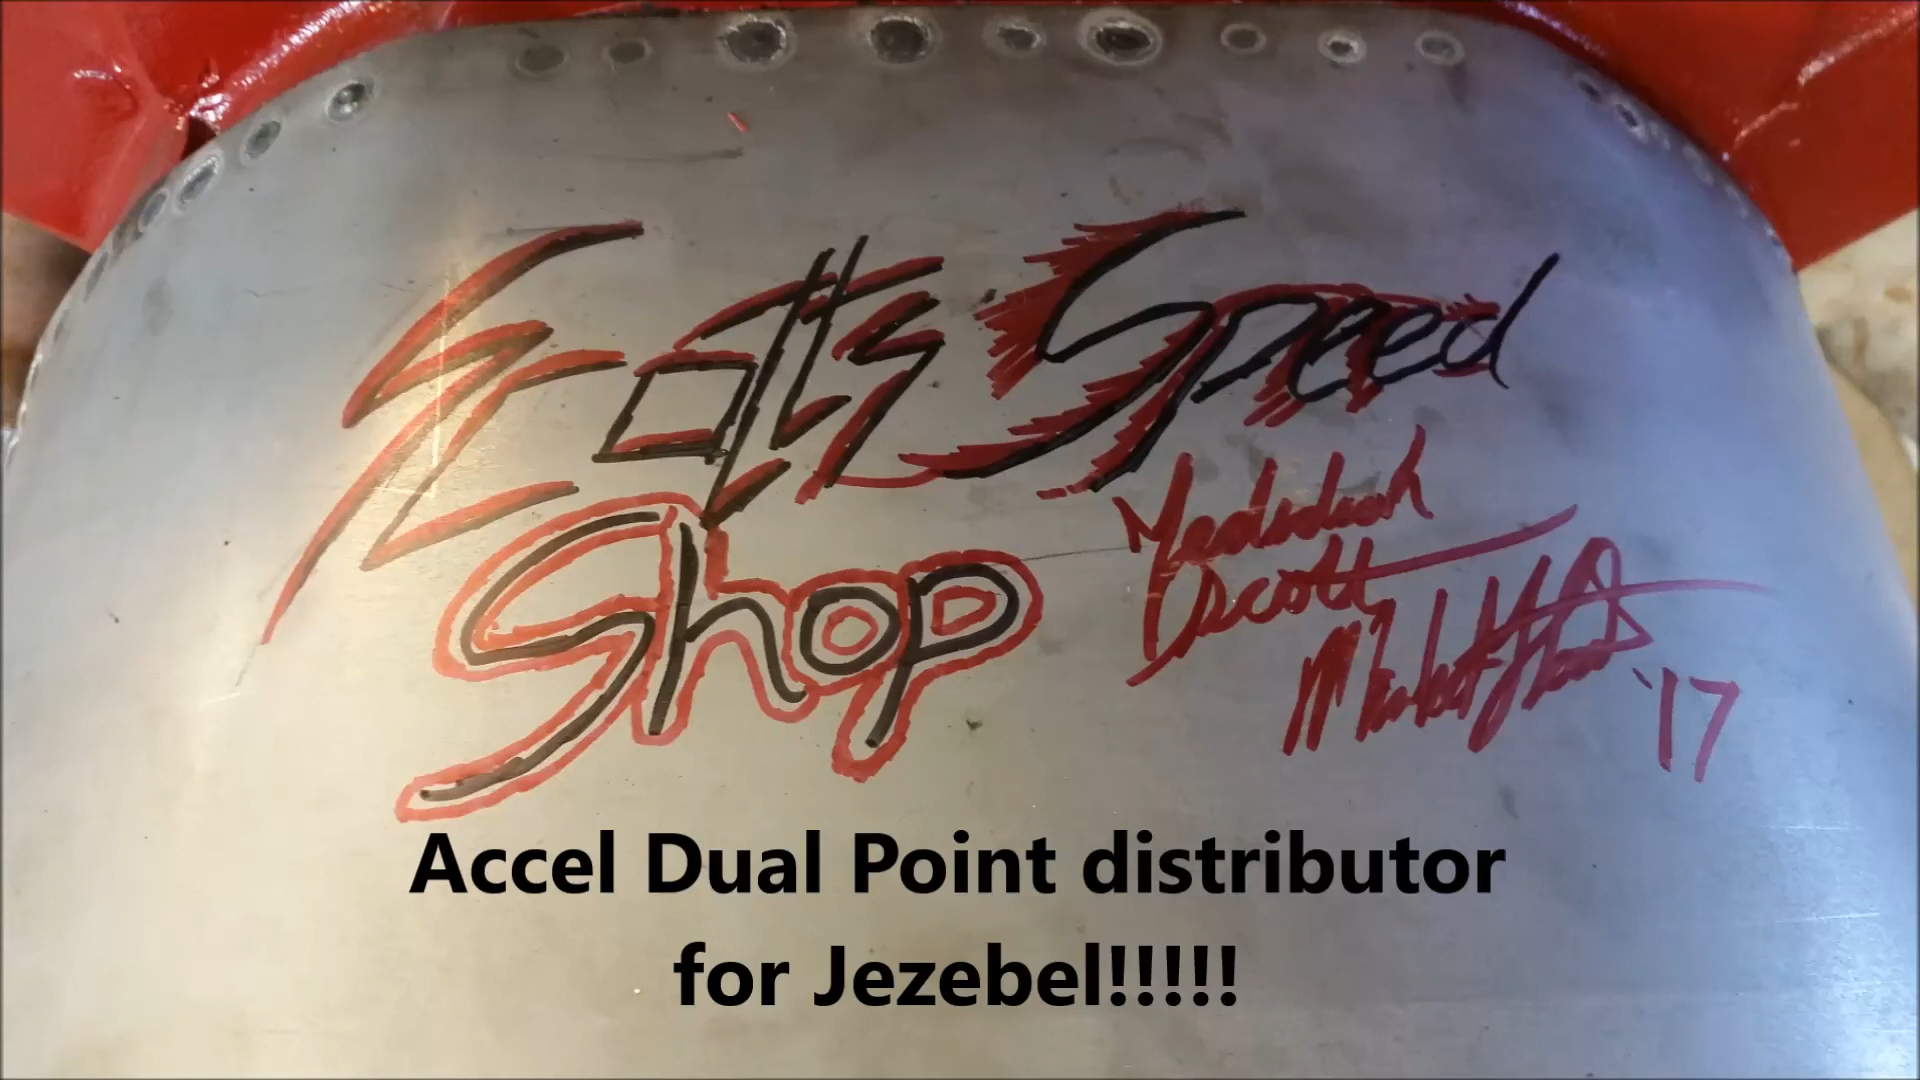 Scotts Speed
Shop
Scott
'17
Accel Dual Point distributor
for Jezebel!!!!!